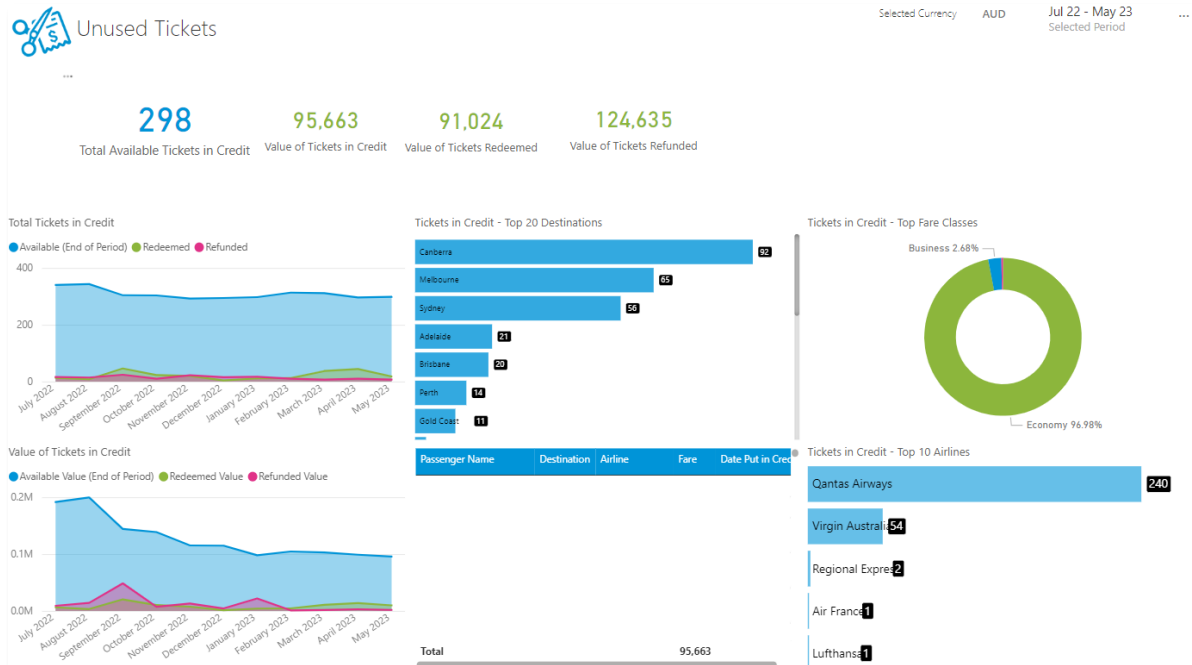 Unused Tickets
Selected Currency AUD
Jul 22 - May 23
Selected Period
...
...
298
Total Available Tickets in Credit
95,663
Value of Tickets in Credit
91,024
Value of Tickets Redeemed
124,635
Value of Tickets Refunded
Total Tickets in Credit
Available (End of Period) Redeemed Refunded
400
200
0
July 2022
August 2022
September 2022
October 2022
November 2022
December 2022
January 2023
February 2023
March 2023
April 2023
May 2023
Tickets in Credit - Top 20 Destinations
Canberra 92
Melbourne 65
Sydney 56
Adelaide 21
Brisbane 20
Perth 14
Gold Coast 11
Tickets in Credit - Top Fare Classes
Business 2.68%
Economy 96.98%
Value of Tickets in Credit
Available Value (End of Period) Redeemed Value Refunded Value
0.2M
0.1M
0.0M
July 2022
August 2022
September 2022
October 2022
November 2022
December 2022
January 2023
February 2023
March 2023
April 2023
May 2023
Passenger Name Destination Airline Fare Date Put in Cred
Total 95,663
Tickets in Credit - Top 10 Airlines
Qantas Airways 240
Virgin Australia 54
Regional Expres 2
Air France 1
Lufthansa 1